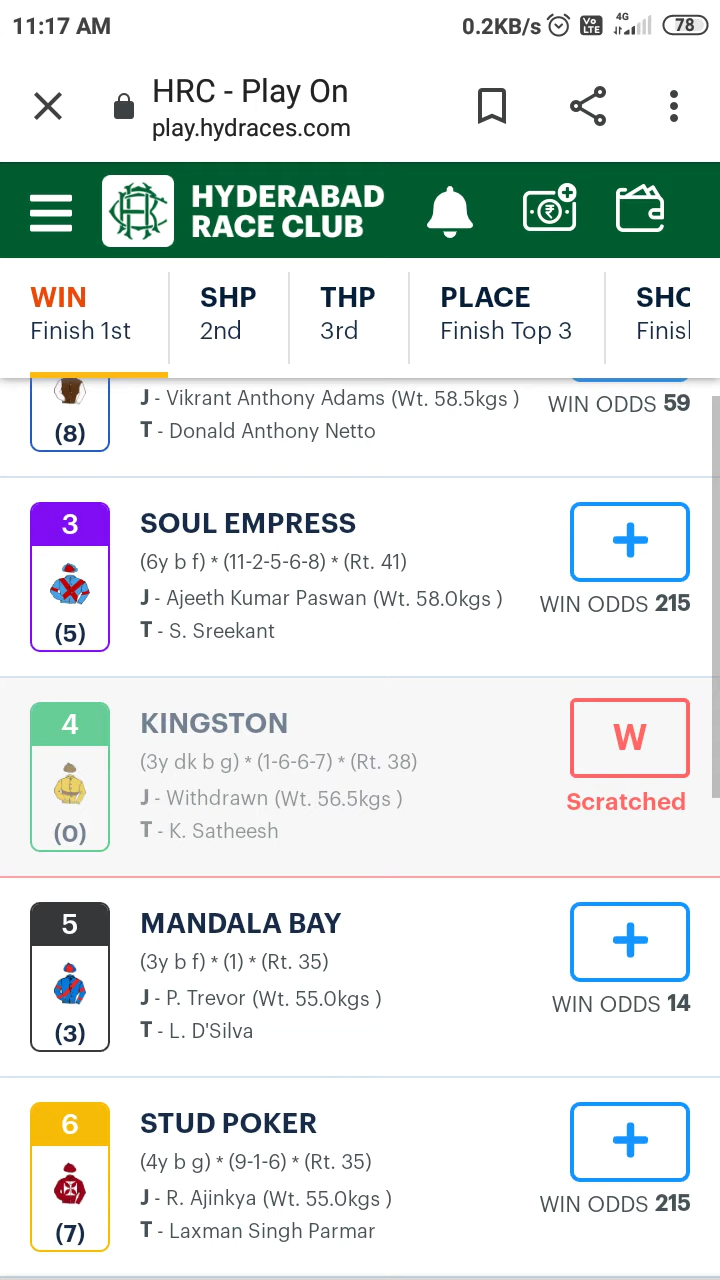 11:17 AM
0.2KB/s
Vo
LTE
4G
78
HRC - Play On
play.hydraces.com
HYDERABAD
RACE CLUB
WIN
Finish 1st
SHP
2nd
THP
3rd
PLACE
Finish Top 3
SHO
Finis
J - Vikrant Anthony Adams (Wt. 58.5kgs )
WIN ODDS 59
(8)
T - Donald Anthony Netto
3
SOUL EMPRESS
(6y b f) * (11-2-5-6-8) * (Rt. 41)
J - Ajeeth Kumar Paswan (Wt. 58.0kgs )
WIN ODDS 215
(5)
T - S. Sreekant
4
KINGSTON
W
(3y dk b g) * (1-6-6-7) * (Rt. 38)
J - Withdrawn (Wt. 56.5kgs )
Scratched
(0)
T - K. Satheesh
5
MANDALA BAY
(3y b f) * (1) * (Rt. 35)
J - P. Trevor (Wt. 55.0kgs )
WIN ODDS 14
(3)
T - L. D'Silva
6
STUD POKER
(4y b g) * (9-1-6) * (Rt. 35)
J - R. Ajinkya (Wt. 55.0kgs )
WIN ODDS 215
(7)
T - Laxman Singh Parmar